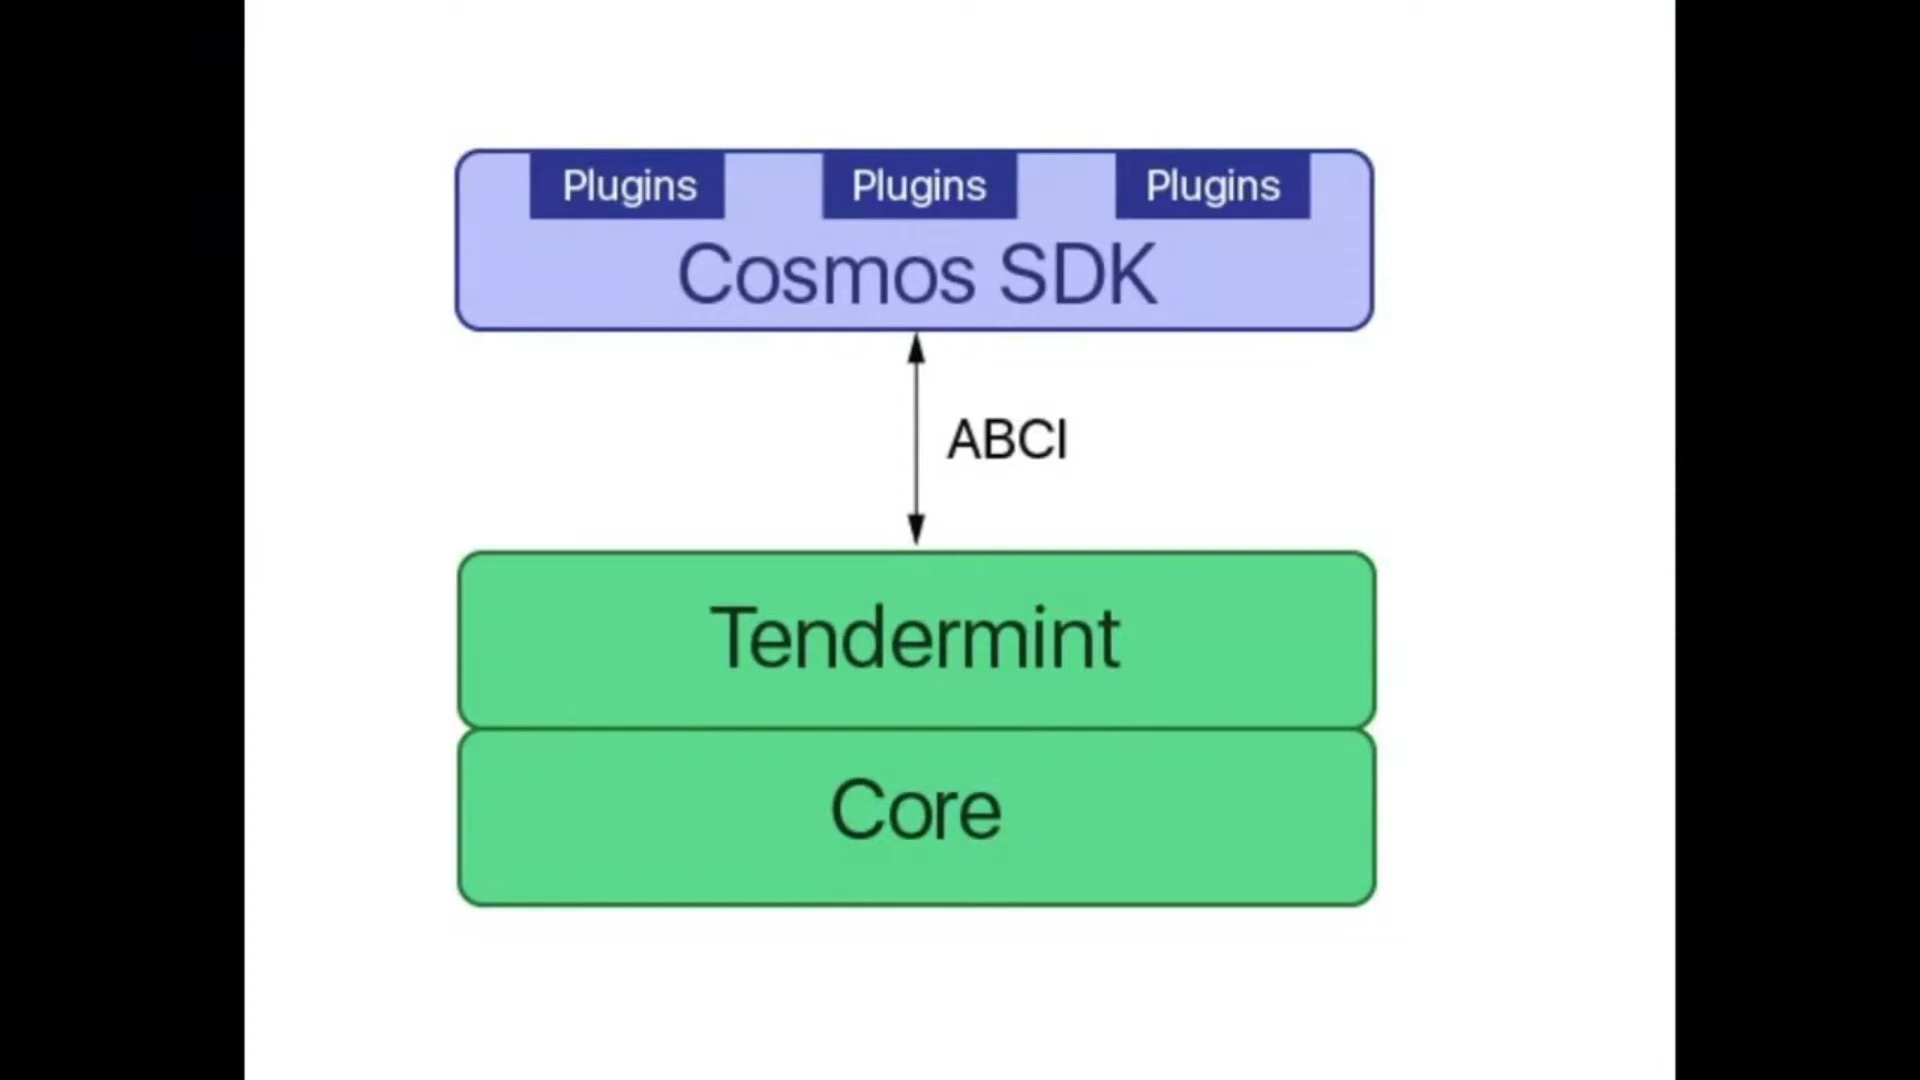 Plugins Plugins Plugins
Cosmos SDK
ABCI
Tendermint
Core